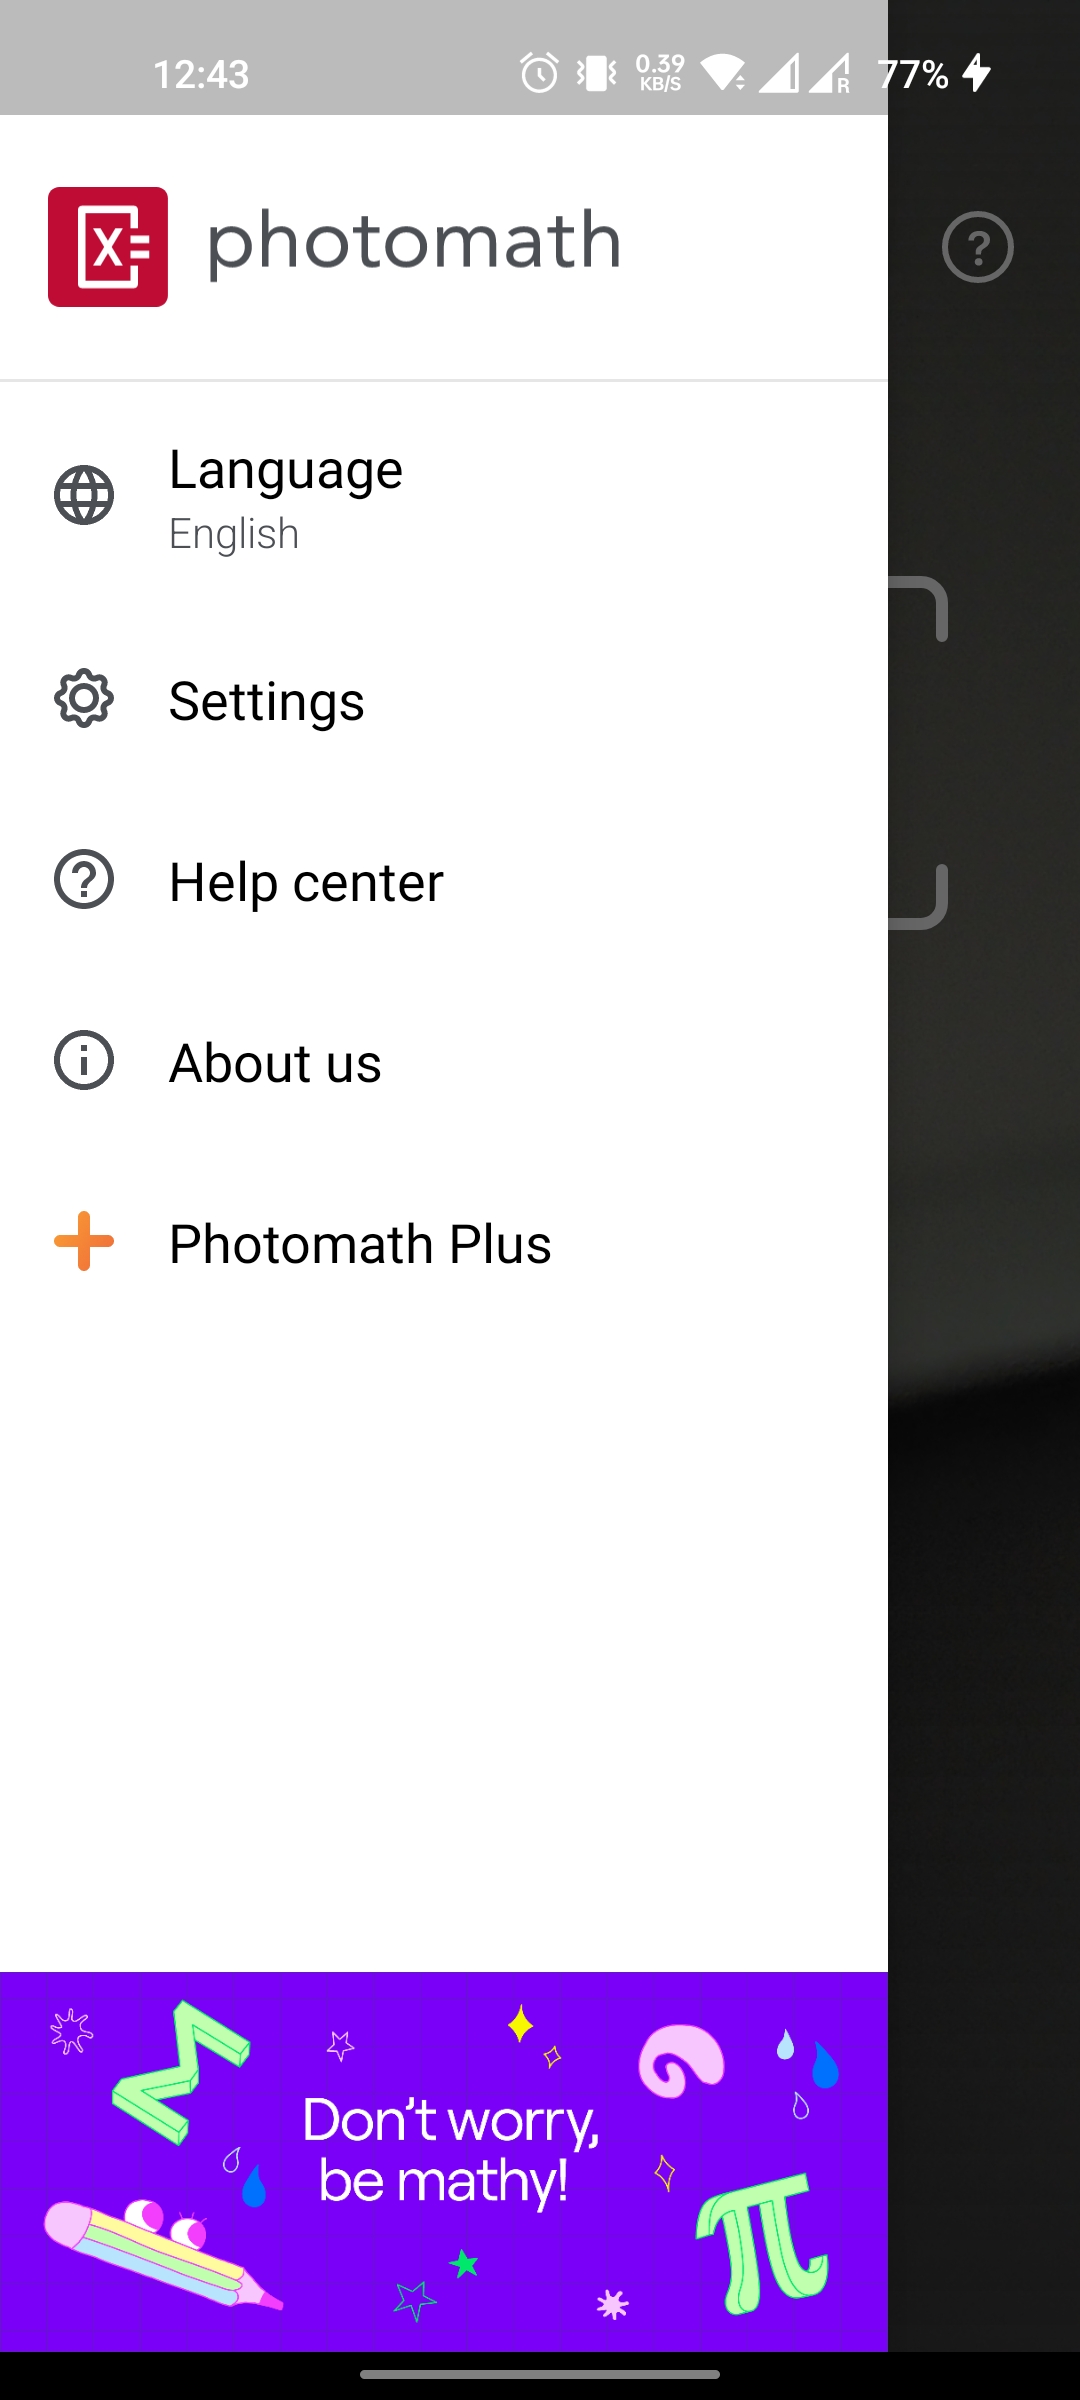 12:43
0.39
KB/S
R
77%
X=
photomath
?
Language
English
Settings
?
Help center
i
About us
Photomath Plus
Don't worry,
be mathy!
Σ
π